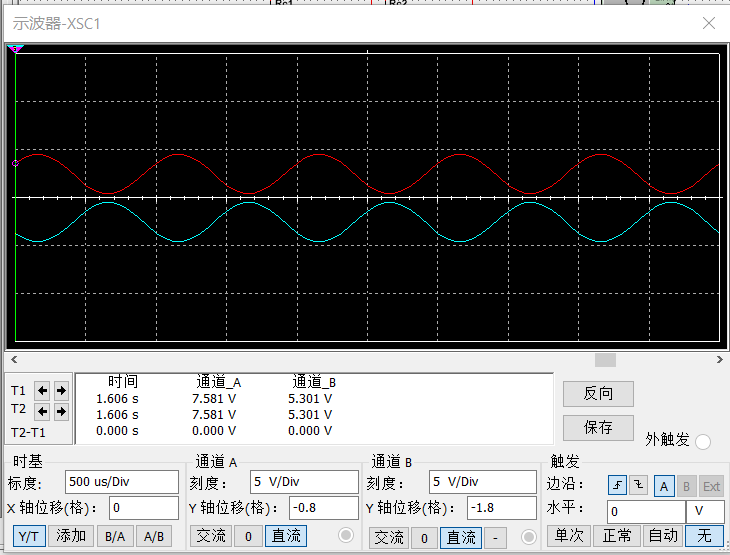 Rc1 Rc2
示波器-XSC1
T1
T2
T2-T1
时间 通道_A 通道_B
1.606 s 7.581 V 5.301 V
1.606 s 7.581 V 5.301 V
0.000 s 0.000 V 0.000 V
反向
保存
外触发
时基
标度: 500 us/Div
X 轴位移(格): 0
Y/T 添加 B/A A/B
通道 A
刻度: 5 V/Div
Y 轴位移(格): -0.8
交流 0 直流
通道 B
刻度: 5 V/Div
Y 轴位移(格): -1.8
交流 0 直流 -
触发
边沿: A B Ext
水平: 0 V
单次 正常 自动 无